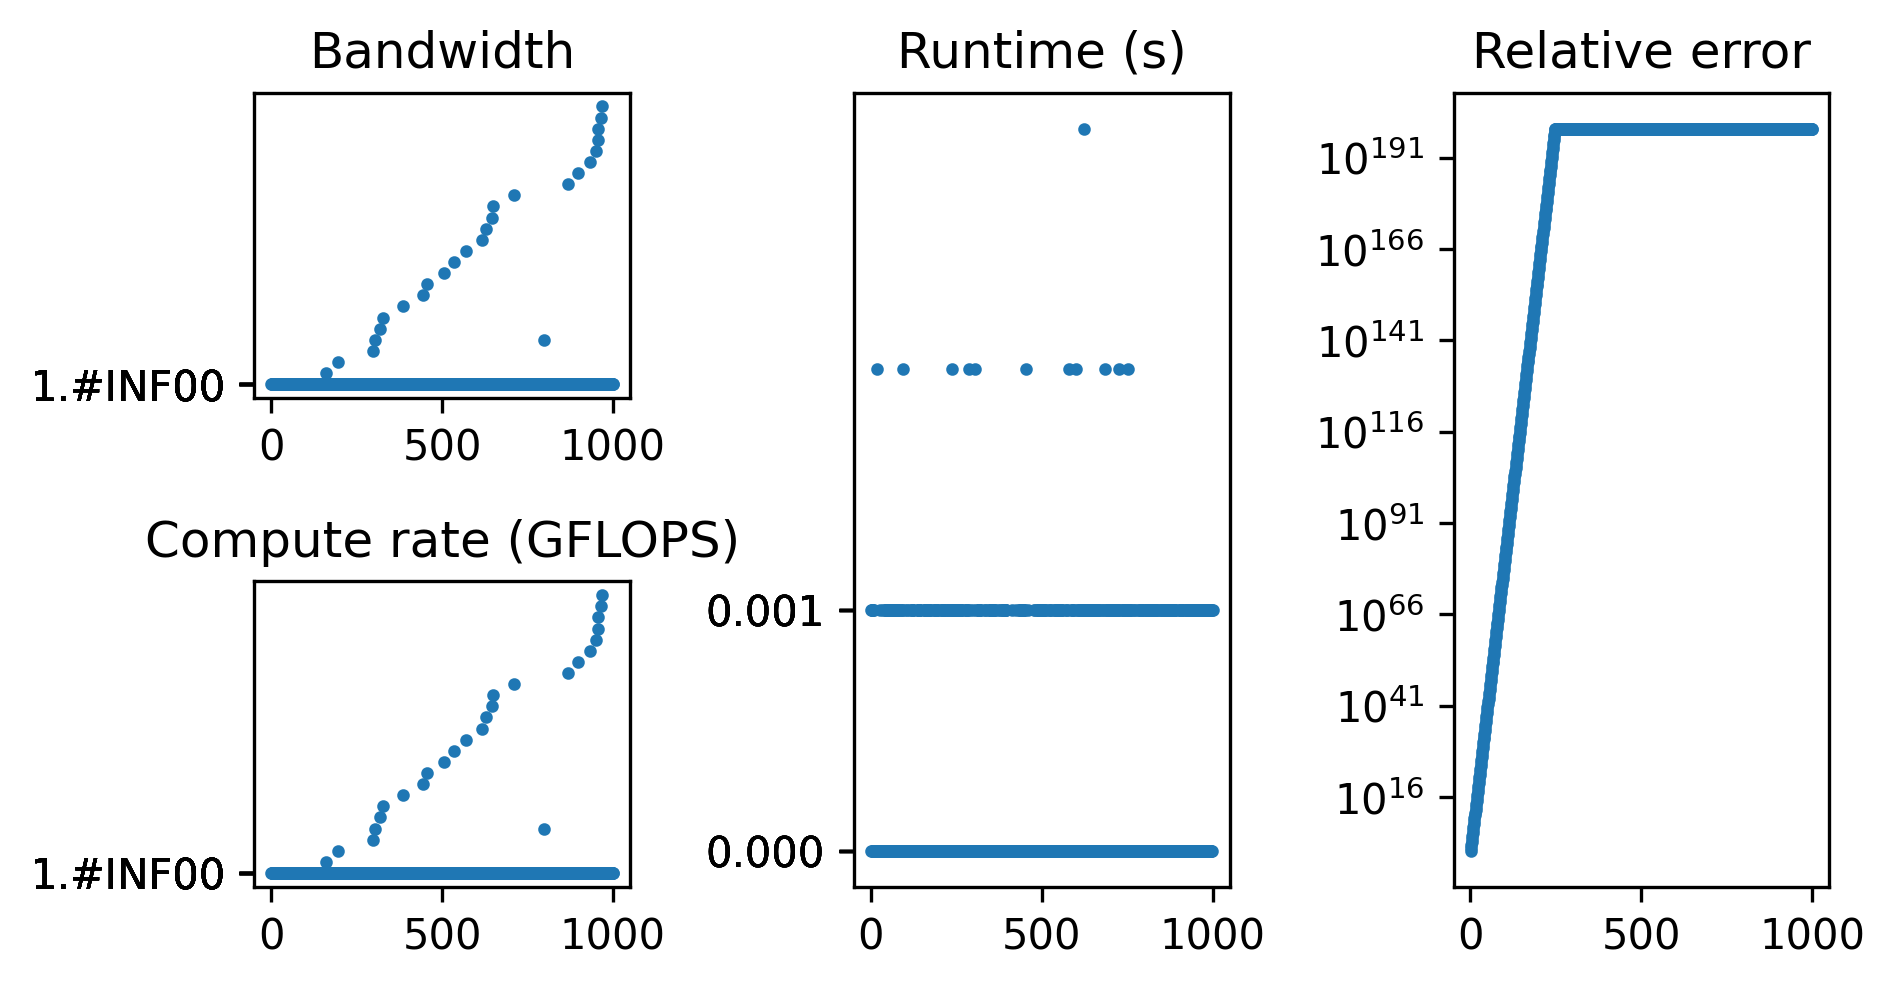 Bandwidth
1.#INF00
0 500 1000
Compute rate (GFLOPS)
1.#INF00
0 500 1000
Runtime (s)
0.001
0.000
0 500 1000
Relative error
10^191
10^166
10^141
10^116
10^91
10^66
10^41
10^16
0 500 1000